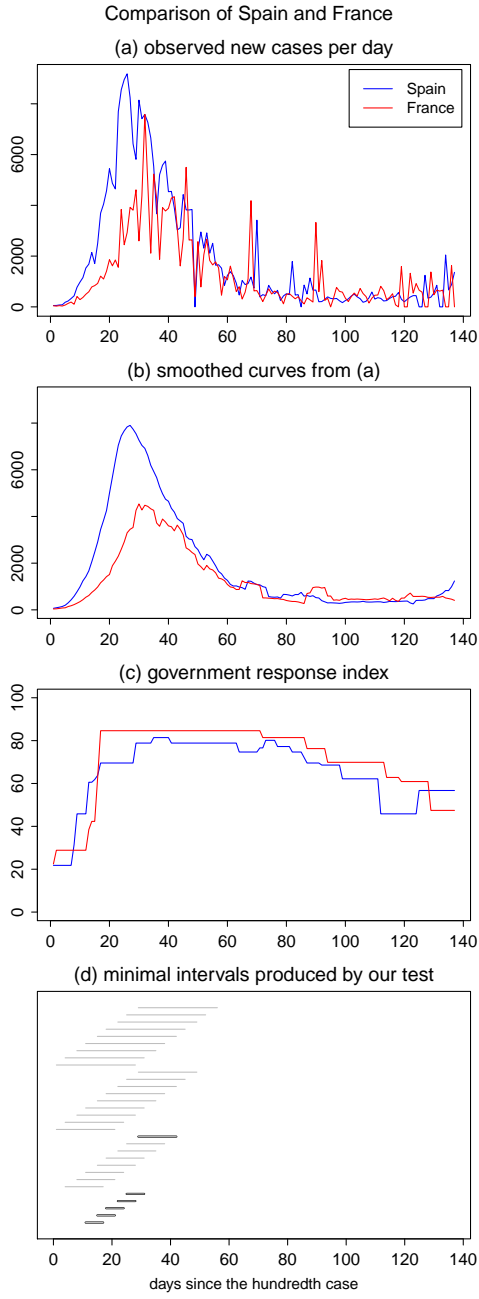 Comparison of Spain and France
(a) observed new cases per day
Spain
France
0 2000 6000
0 20 40 60 80 100 120 140
(b) smoothed curves from (a)
0 2000 6000
0 20 40 60 80 100 120 140
(c) government response index
0 20 40 60 80 100
0 20 40 60 80 100 120 140
(d) minimal intervals produced by our test
0 20 40 60 80 100 120 140
days since the hundredth case